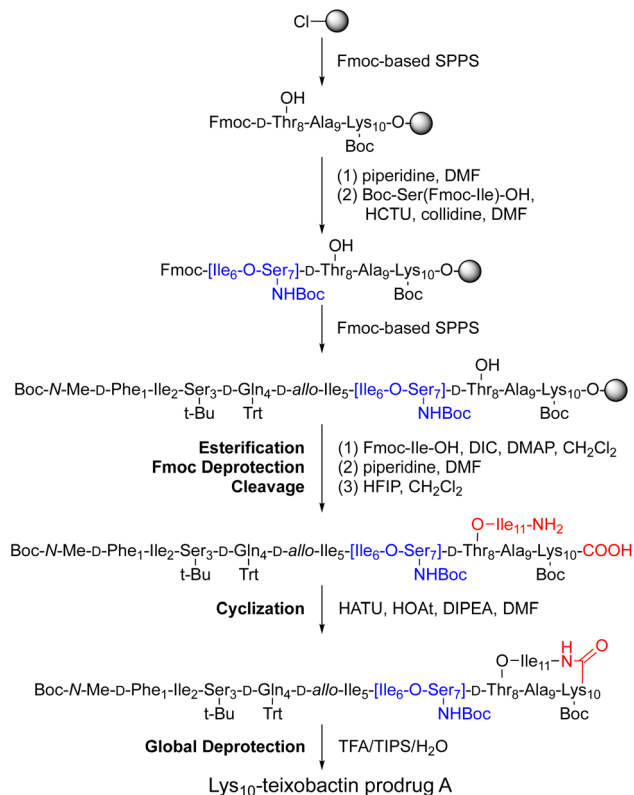 Cl
Fmoc-based SPPS
OH
Fmoc-D-Thr8-Ala9-Lys10-O
Boc
(1) piperidine, DMF
(2) Boc-Ser(Fmoc-Ile)-OH,
HCTU, collidine, DMF
OH
Fmoc-[Ile6-O-Ser7]-D-Thr8-Ala9-Lys10-O
NHBoc Boc
Fmoc-based SPPS
OH
Boc-N-Me-D-Phe1-Ile2-Ser3-D-Gln4-D-allo-Ile5-[Ile6-O-Ser7]-D-Thr8-Ala9-Lys10-O
t-Bu Trt NHBoc Boc
Esterification (1) Fmoc-Ile-OH, DIC, DMAP, CH2Cl2
Fmoc Deprotection (2) piperidine, DMF
Cleavage (3) HFIP, CH2Cl2
O-Ile11-NH2
Boc-N-Me-D-Phe1-Ile2-Ser3-D-Gln4-D-allo-Ile5-[Ile6-O-Ser7]-D-Thr8-Ala9-Lys10-COOH
t-Bu Trt NHBoc Boc
Cyclization HATU, HOAt, DIPEA, DMF
H O
O-Ile11-N
Boc-N-Me-D-Phe1-Ile2-Ser3-D-Gln4-D-allo-Ile5-[Ile6-O-Ser7]-D-Thr8-Ala9-Lys10
t-Bu Trt NHBoc Boc
Global Deprotection TFA/TIPS/H2O
Lys10-teixobactin prodrug A